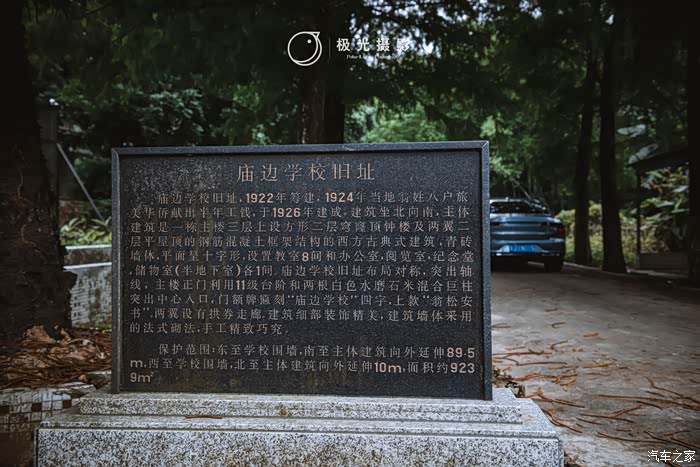 极光摄影
庙边学校旧址
庙边学校旧址，1922年筹建，1924年当地翁姓八户旅
美华侨献出半年工钱，于1926年建成。建筑坐北向南，主体
建筑是一栋主楼三层上设方形二层穹窿顶钟楼及两翼二
层平屋顶的钢筋混凝土框架结构的西方古典式建筑，青砖
墙体，平面呈十字形，设置教室8间和办公室，阅览室，纪念堂
，储物室（半地下室）各1间。庙边学校旧址布局对称，突出轴
线，主楼正门利用11级台阶和两根白色水磨石米混合巨柱
突出中心入口，门额牌匾刻"庙边学校"四字，上款"翁松安
书"，两翼设有拱券走廊。建筑细部装饰精美，建筑墙体采用
的法式砌法，手工精致巧究。
保护范围：东至学校围墙，南至主体建筑向外延伸89.5
m，西至学校围墙，北至主体建筑向外延伸10m，面积约923
9m²
汽车之家